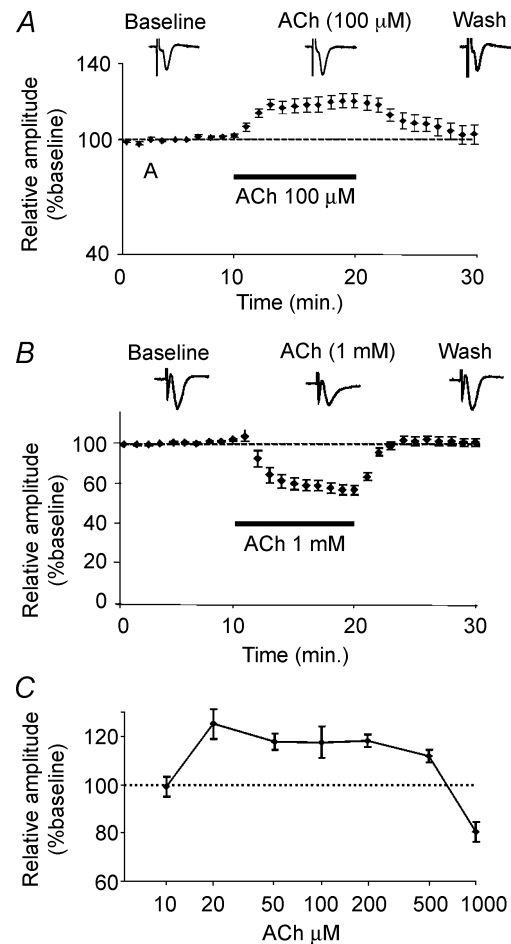 A
Baseline ACh (100 μM) Wash
Relative amplitude
(%baseline)
140
100
40
A
ACh 100 μM
0 10 20 30
Time (min.)
B
Baseline ACh (1 mM) Wash
Relative amplitude
(%baseline)
100
60
40
20
0
ACh 1 mM
0 10 20 30
Time (min.)
C
Relative amplitude
(%baseline)
120
100
80
60
10 20 50 100 200 500 1000
ACh μM